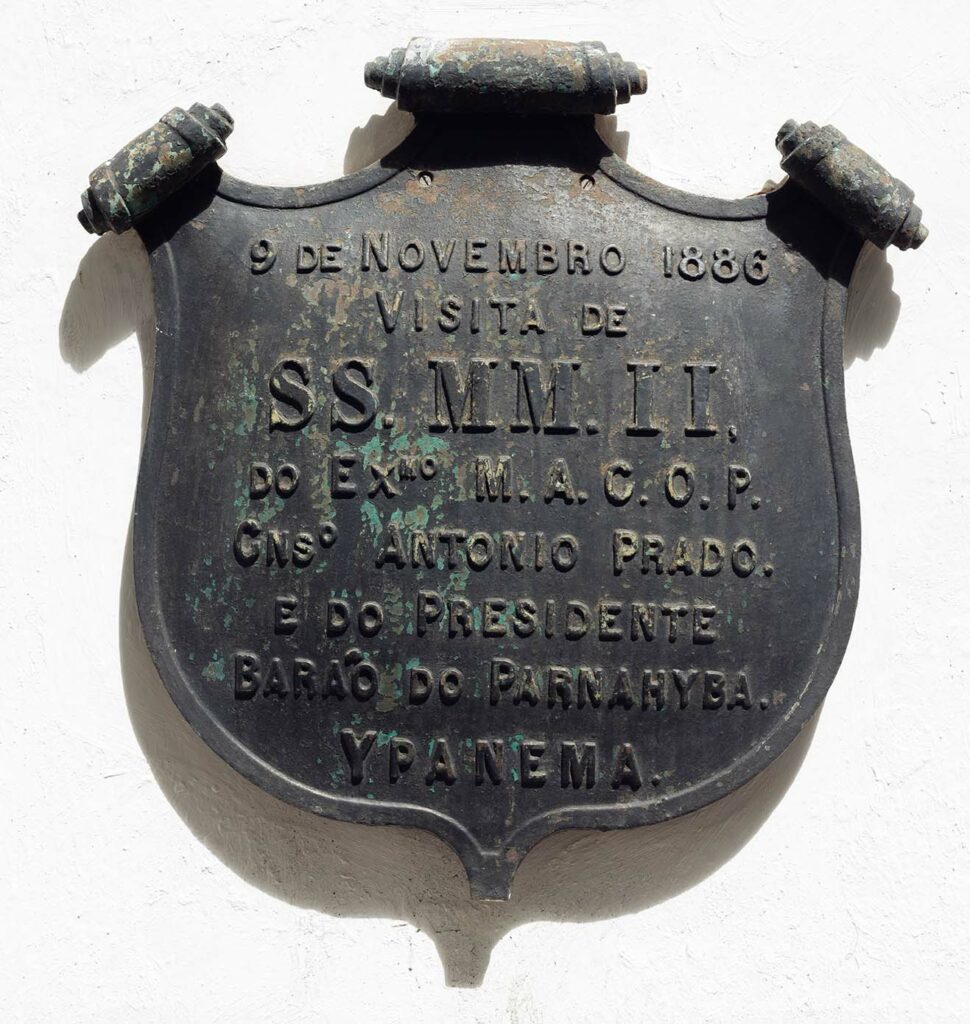 9 DE NOVEMBRO 1886
VISITA DE
SS. MM. II,
DO EXMO M. A. C. O. P.
CNSO ANTONIO PRADO.
E DO PRESIDENTE
BARAÕ DO PARNAHYBA.
YPANEMA.